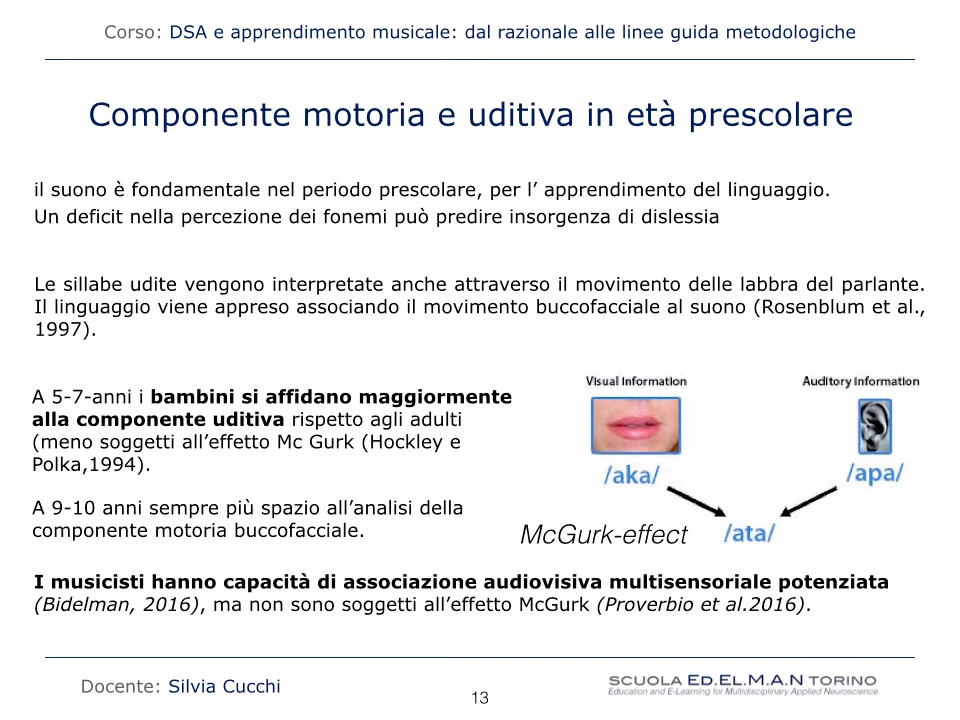 Corso: DSA e apprendimento musicale: dal razionale alle linee guida metodologiche
Componente motoria e uditiva in età prescolare
il suono è fondamentale nel periodo prescolare, per l’ apprendimento del linguaggio.
Un deficit nella percezione dei fonemi può predire insorgenza di dislessia
Le sillabe udite vengono interpretate anche attraverso il movimento delle labbra del parlante.
Il linguaggio viene appreso associando il movimento buccofacciale al suono (Rosenblum et al.,
1997).
A 5-7-anni i bambini si affidano maggiormente
alla componente uditiva rispetto agli adulti
(meno soggetti all’effetto Mc Gurk (Hockley e
Polka,1994).
A 9-10 anni sempre più spazio all’analisi della
componente motoria buccofacciale.
Visual Information
Auditory Information
/aka/
/apa/
McGurk-effect
/ata/
I musicisti hanno capacità di associazione audiovisiva multisensoriale potenziata
(Bidelman, 2016), ma non sono soggetti all’effetto McGurk (Proverbio et al.2016).
Docente: Silvia Cucchi
13
SCUOLA ED.EL.M.A.N TORINO
Education and E-Learning for Multidisciplinary Applied Neuroscience